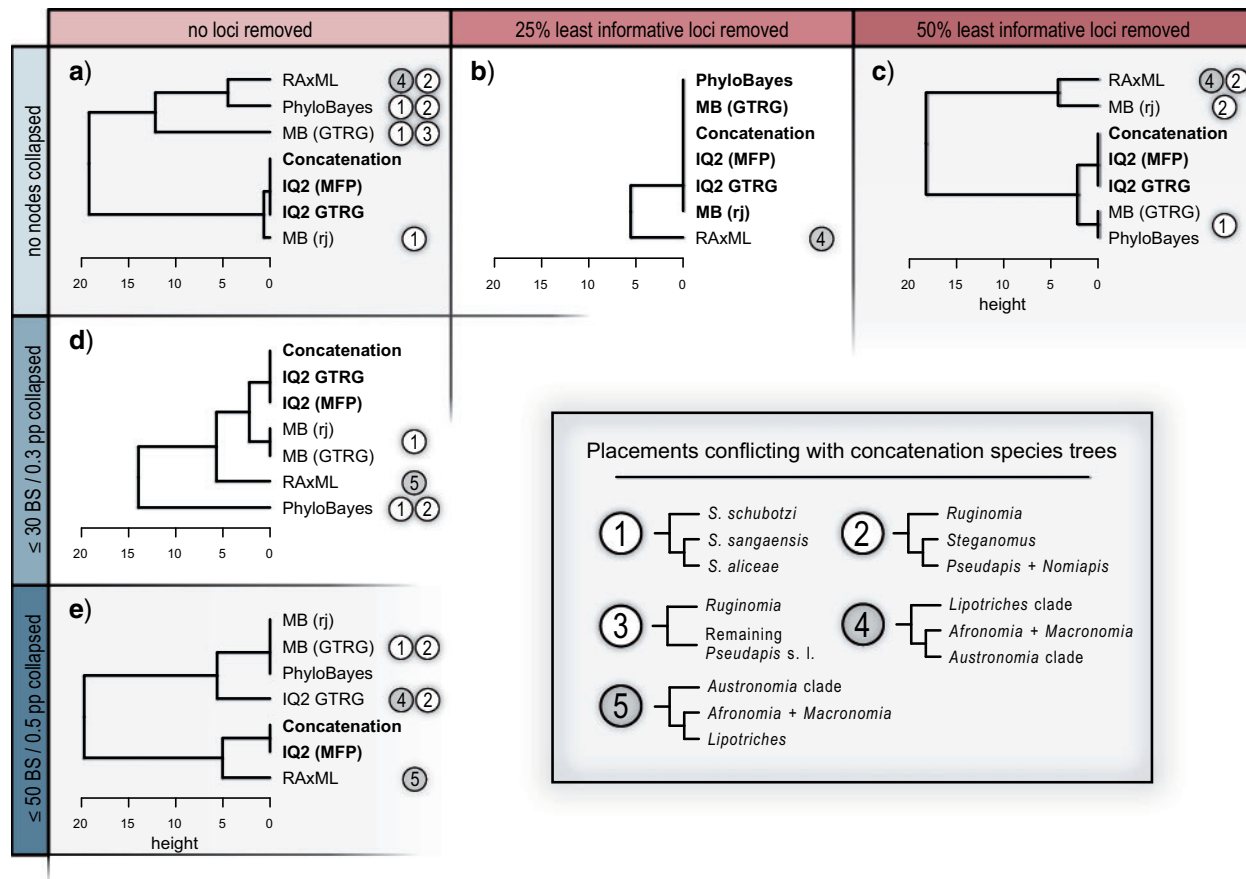 no loci removed
25% least informative loci removed
50% least informative loci removed
no nodes collapsed
a)
RAxML 4 2
PhyloBayes 1 2
MB (GTRG) 1 3
Concatenation
IQ2 (MFP)
IQ2 GTRG
MB (rj) 1
20 15 10 5 0
b)
PhyloBayes
MB (GTRG)
Concatenation
IQ2 (MFP)
IQ2 GTRG
MB (rj)
RAxML 4
20 15 10 5 0
c)
RAxML 4 2
MB (rj) 2
Concatenation
IQ2 (MFP)
IQ2 GTRG
MB (GTRG)
1
PhyloBayes
20 15 10 5 0
height
≤ 30 BS / 0.3 pp collapsed
d)
Concatenation
IQ2 GTRG
IQ2 (MFP)
MB (rj)
1
MB (GTRG)
RAxML 5
PhyloBayes 1 2
20 15 10 5 0
≤ 50 BS / 0.5 pp collapsed
e)
MB (rj)
MB (GTRG) 1 2
PhyloBayes
IQ2 GTRG 4 2
Concatenation
IQ2 (MFP)
RAxML 5
20 15 10 5 0
height
Placements conflicting with concatenation species trees
1
S. schubotzi
S. sangaensis
S. aliceae
2
Ruginomia
Steganomus
Pseudapis + Nomiapis
3
Ruginomia
Remaining
Pseudapis s. l.
4
Lipotriches clade
Afronomia + Macronomia
Austronomia clade
5
Austronomia clade
Afronomia + Macronomia
Lipotriches